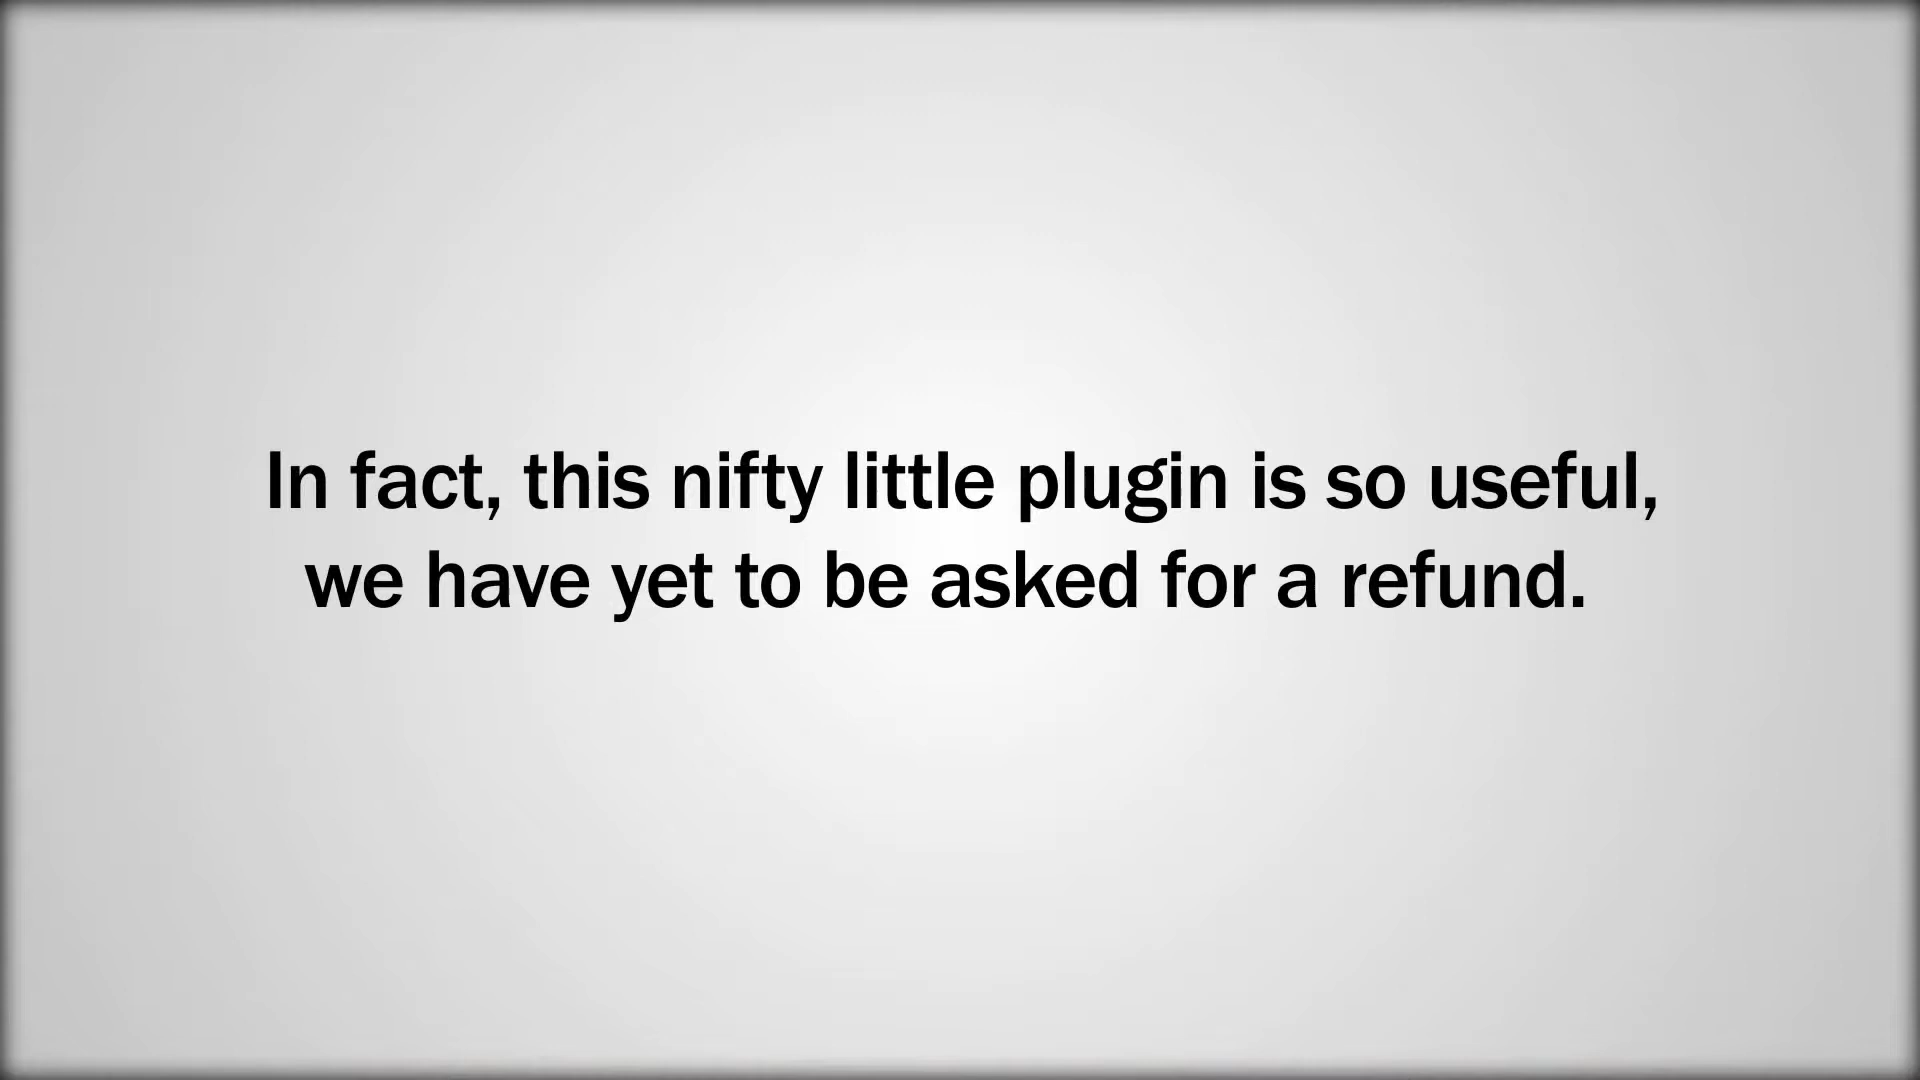 In fact, this nifty little plugin is so useful,
we have yet to be asked for a refund.